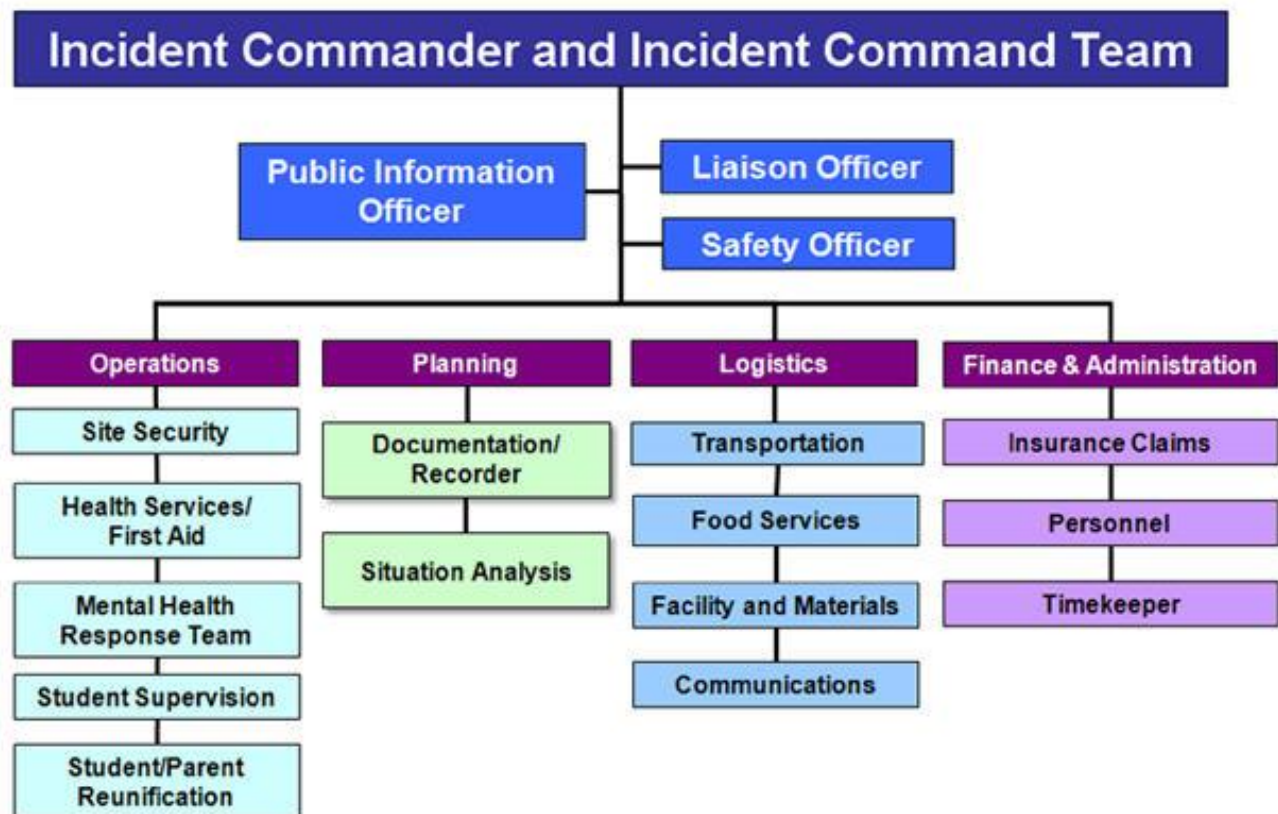 Incident Commander and Incident Command Team
Public Information
Officer
Liaison Officer
Safety Officer
Operations
Site Security
Health Services/
First Aid
Mental Health
Response Team
Student Supervision
Student/Parent
Reunification
Planning
Documentation/
Recorder
Situation Analysis
Logistics
Transportation
Food Services
Facility and Materials
Communications
Finance & Administration
Insurance Claims
Personnel
Timekeeper